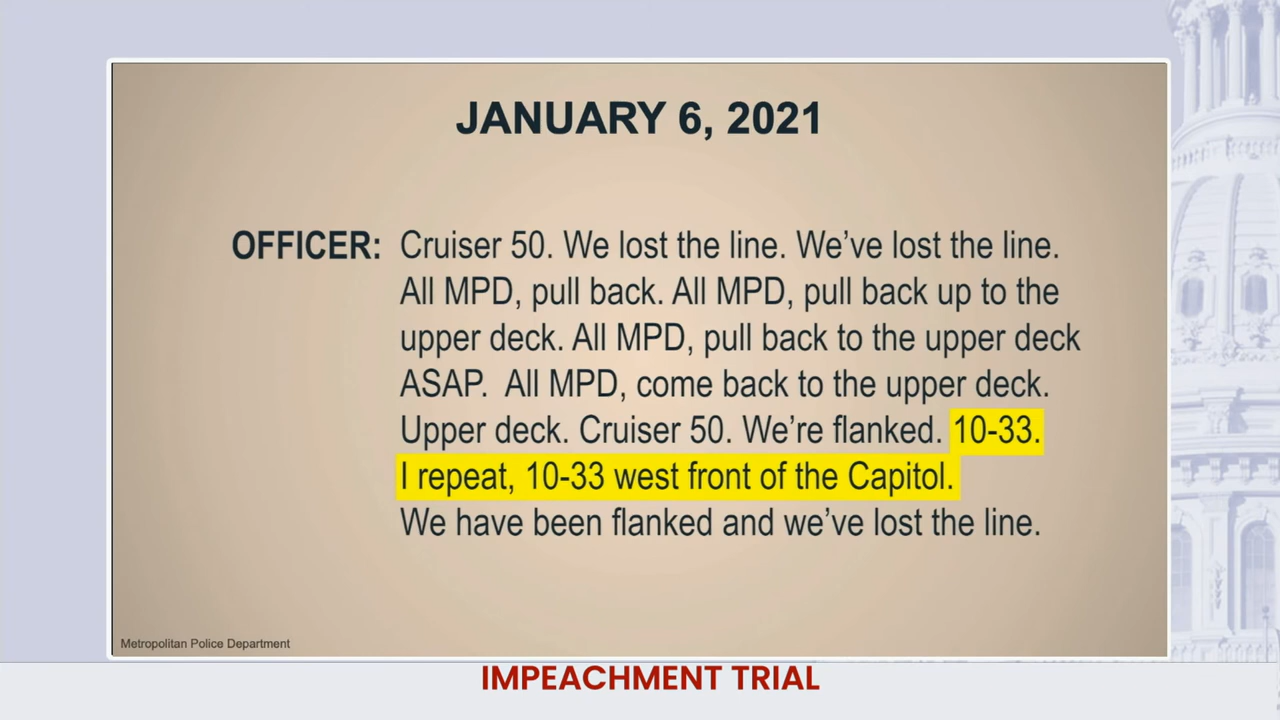 JANUARY 6, 2021
OFFICER: Cruiser 50. We lost the line. We’ve lost the line.
All MPD, pull back. All MPD, pull back up to the
upper deck. All MPD, pull back to the upper deck
ASAP.  All MPD, come back to the upper deck.
Upper deck. Cruiser 50. We’re flanked. 10-33.
I repeat, 10-33 west front of the Capitol.
We have been flanked and we’ve lost the line.
Metropolitan Police Department
IMPEACHMENT TRIAL